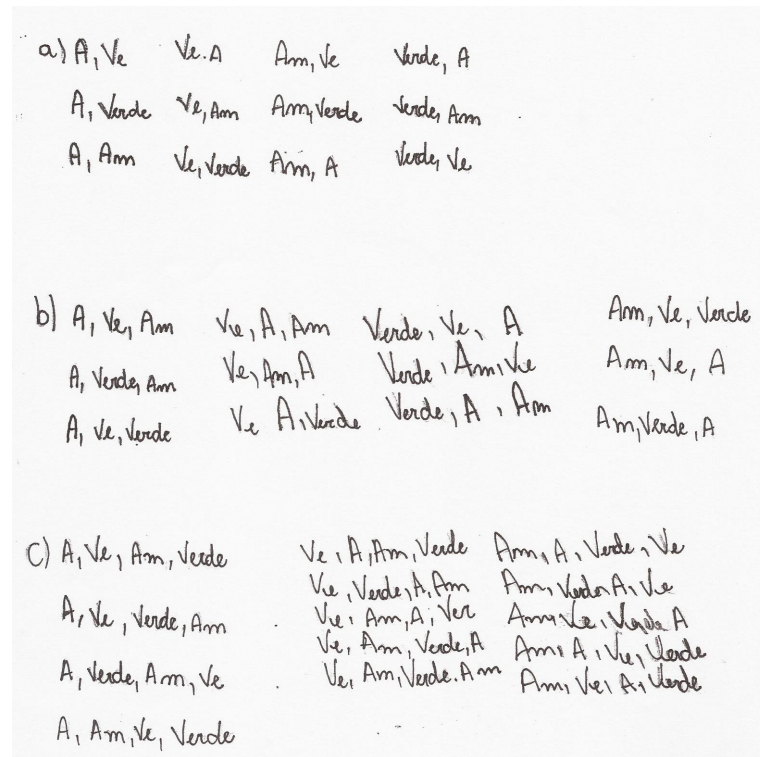 a) A, Ve Ve. A Am, Ve Verde, A
A, Verde Ve, Am Am, Verde Verde, Am
A, Am Ve, Verde Am, A Verde, Ve
b) A, Ve, Am Ve, A, Am Verde, Ve, A Am, Ve, Verde
A, Verde, Am Ve, Am, A Verde, Am, Ve Am, Ve, A
A, Ve, Verde Ve A, Verde Verde, A, Am Am, Verde, A
c) A, Ve, Am, Verde Ve, A, Am, Verde Am, A, Verde, Ve
Ve, Verde, A, Am Am, Verde, A, Ve
A, Ve, Verde, Am Ve, Am, A, Ver Am, Ve, Verde A
Ve, Am, Verde, A Am, A, Ve, Verde
A, Verde, Am, Ve Ve, Am, Verde. Am Am, Ve, A, Verde
A, Am, Ve, Verde